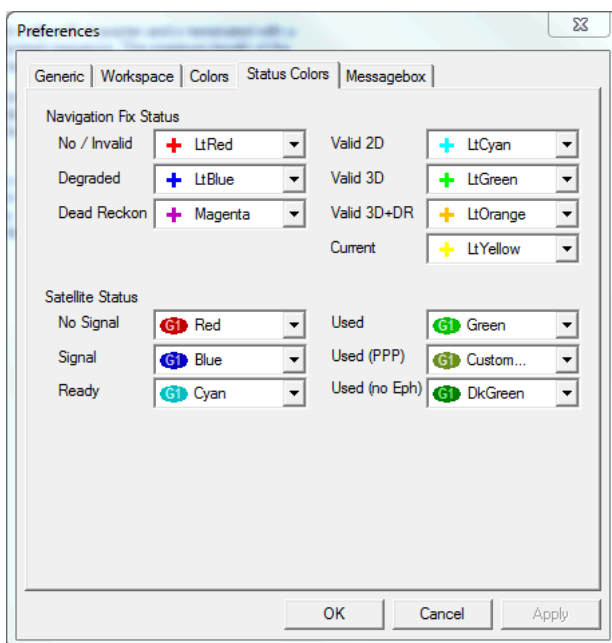 Preferences
Generic Workspace Colors Status Colors Messagebox
Navigation Fix Status
No / Invalid LtRed Valid 2D LtCyan
Degraded LtBlue Valid 3D LtGreen
Dead Reckon Magenta Valid 3D+DR LtOrange
Current LtYellow
Satellite Status
No Signal G1 Red Used G1 Green
Signal G1 Blue Used (PPP) G1 Custom...
Ready G1 Cyan Used (no Eph) G1 DkGreen
OK Cancel Apply